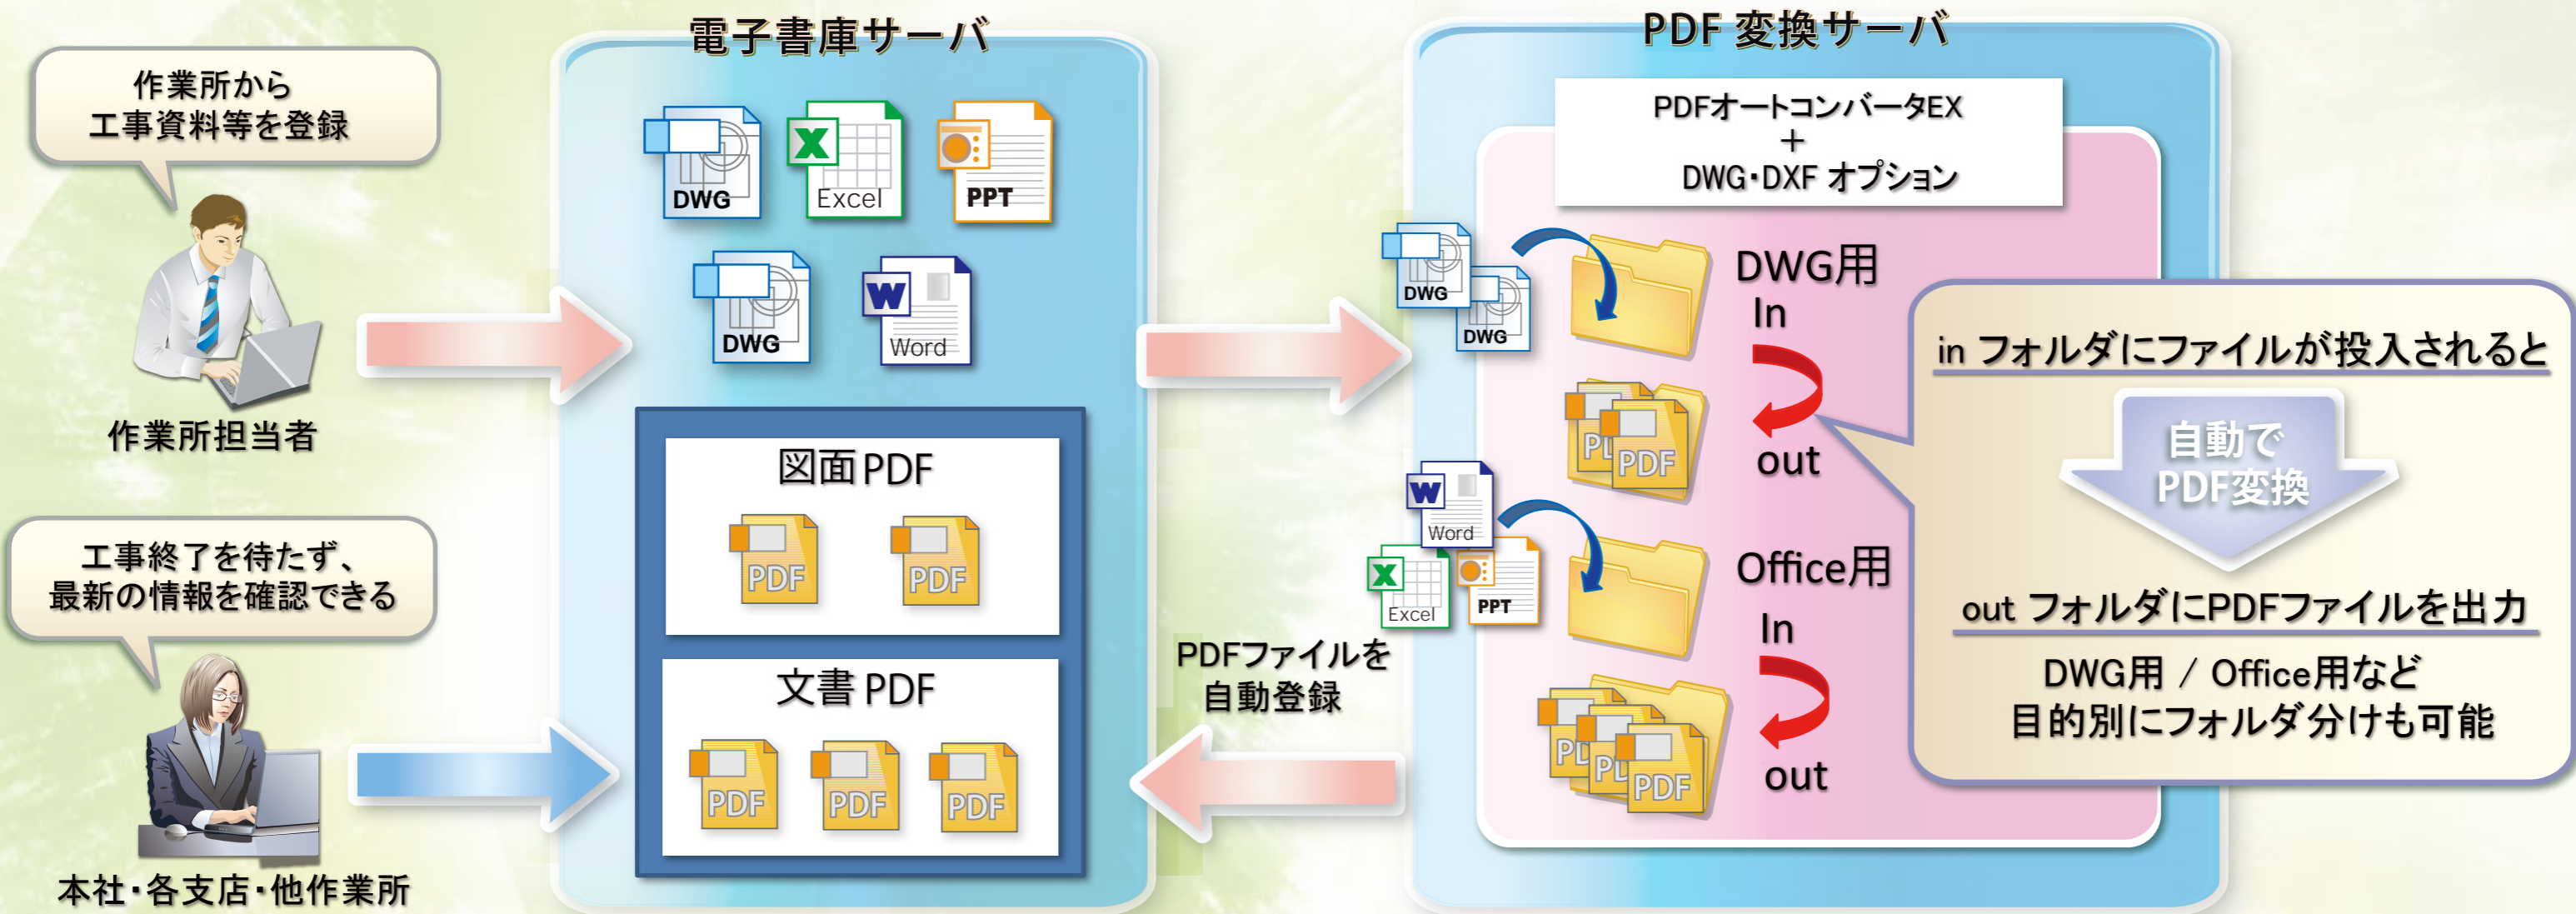 電子書庫サーバ
PDF 変換サーバ
作業所から
工事資料等を登録
作業所担当者
工事終了を待たず、
最新の情報を確認できる
本社・各支店・他作業所
DWG
Excel
PPT
DWG
Word
図面 PDF
PDF
PDF
文書 PDF
PDF
PDF
PDF
PDFオートコンバータEX
+
DWG・DXF オプション
DWG
DWG
DWG用
In
PDF
out
Word
Excel
PPT
Office用
In
PDF
out
PDFファイルを
自動登録
in フォルダにファイルが投入されると
自動で
PDF変換
out フォルダにPDFファイルを出力
DWG用 / Office用など
目的別にフォルダ分けも可能